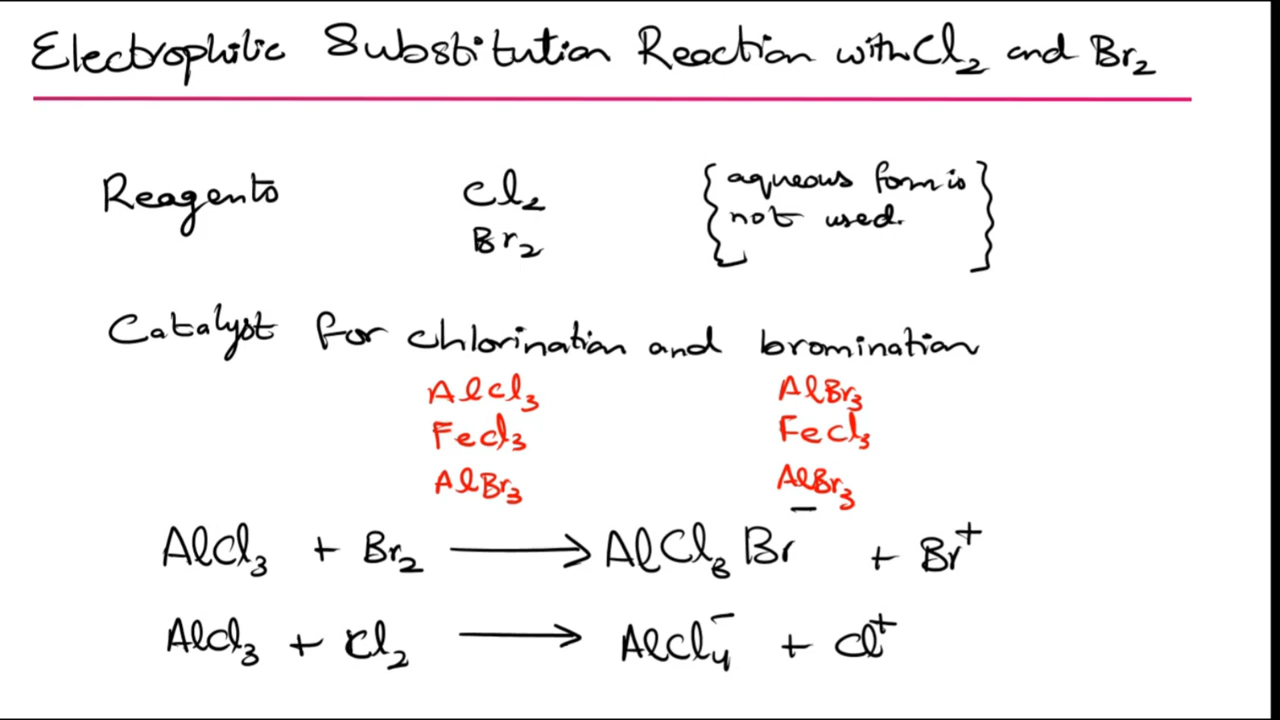 Electrophilic Substitution Reaction with Cl₂ and Br₂
Reagents Cl₂ {aqueous form is
Br₂ not used.}
Catalyst for chlorination and bromination
AlCl₃ AlBr₃
FeCl₃ FeCl₃
AlBr₃ AlBr₃
AlCl₃ + Br₂ ⟶ AlCl₃Br⁻ + Br⁺
AlCl₃ + Cl₂ ⟶ AlCl₄⁻ + Cl⁺